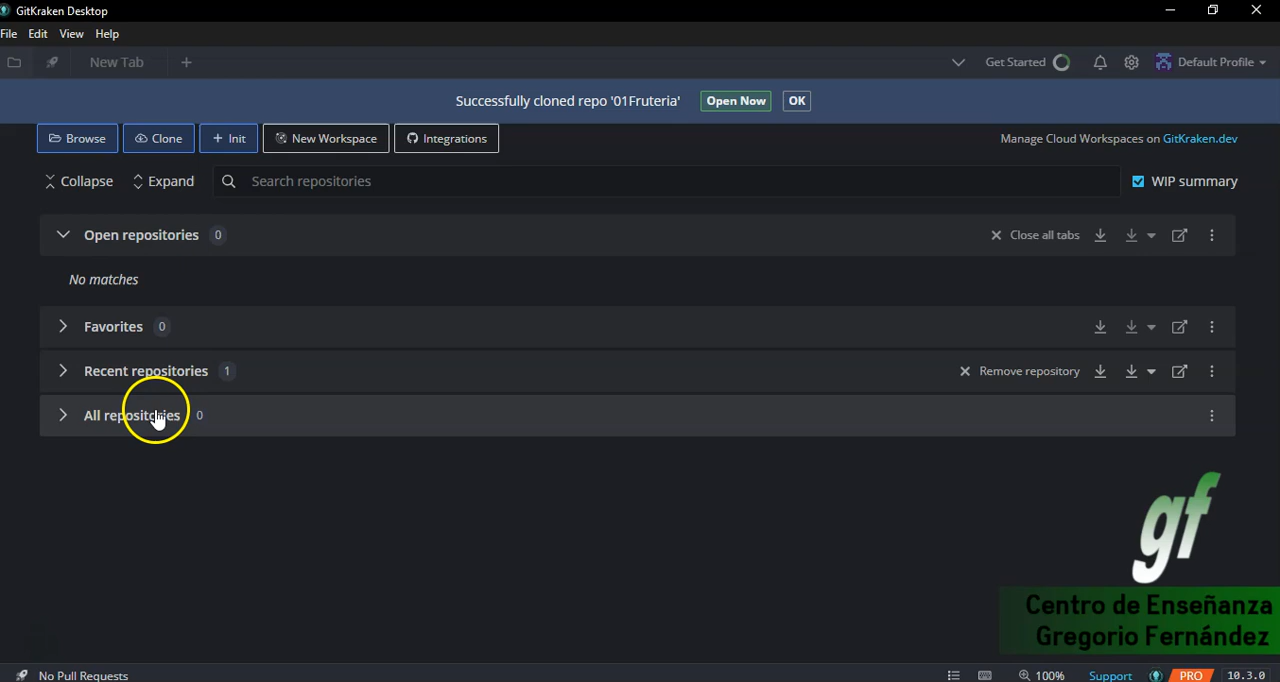 GitKraken Desktop
File Edit View Help
New Tab Get Started Default Profile
Successfully cloned repo '01Fruteria' Open Now OK
Browse Clone + Init New Workspace Integrations Manage Cloud Workspaces on GitKraken.dev
Collapse Expand Search repositories WIP summary
Open repositories 0 Close all tabs
No matches
Favorites 0
Recent repositories 1 Remove repository
All repositories 0
gf
Centro de Enseñanza
Gregorio Fernández
No Pull Requests 100% Support PRO 10.3.0